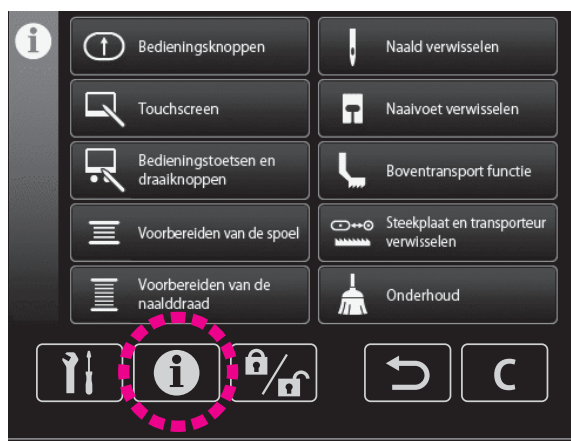 Bedieningsknoppen
Naald verwisselen
Touchscreen
Naaivoet verwisselen
Bedieningstoetsen en
draaiknoppen
Boventransport functie
Voorbereiden van de spoel
Steekplaat en transporteur
verwisselen
Voorbereiden van de
naalddraad
Onderhoud
C